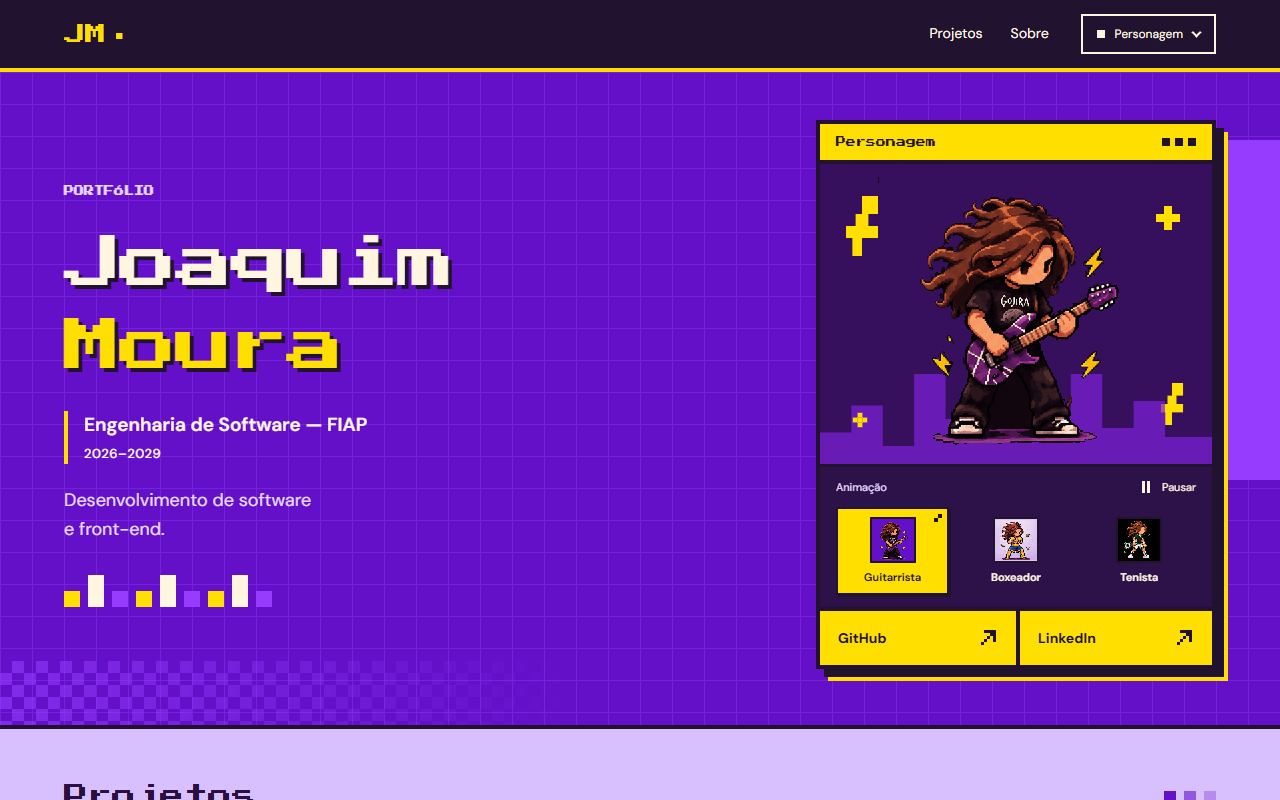 JM.
Projetos
Sobre
Personagem
Personagem
PORTFóLIO
Joaquim
Moura
Engenharia de Software — FIAP
2026–2029
Desenvolvimento de software
e front-end.
GOJIRA
Animação
Pausar
Guitarrista
Boxeador
Tenista
GitHub
LinkedIn
Projetos